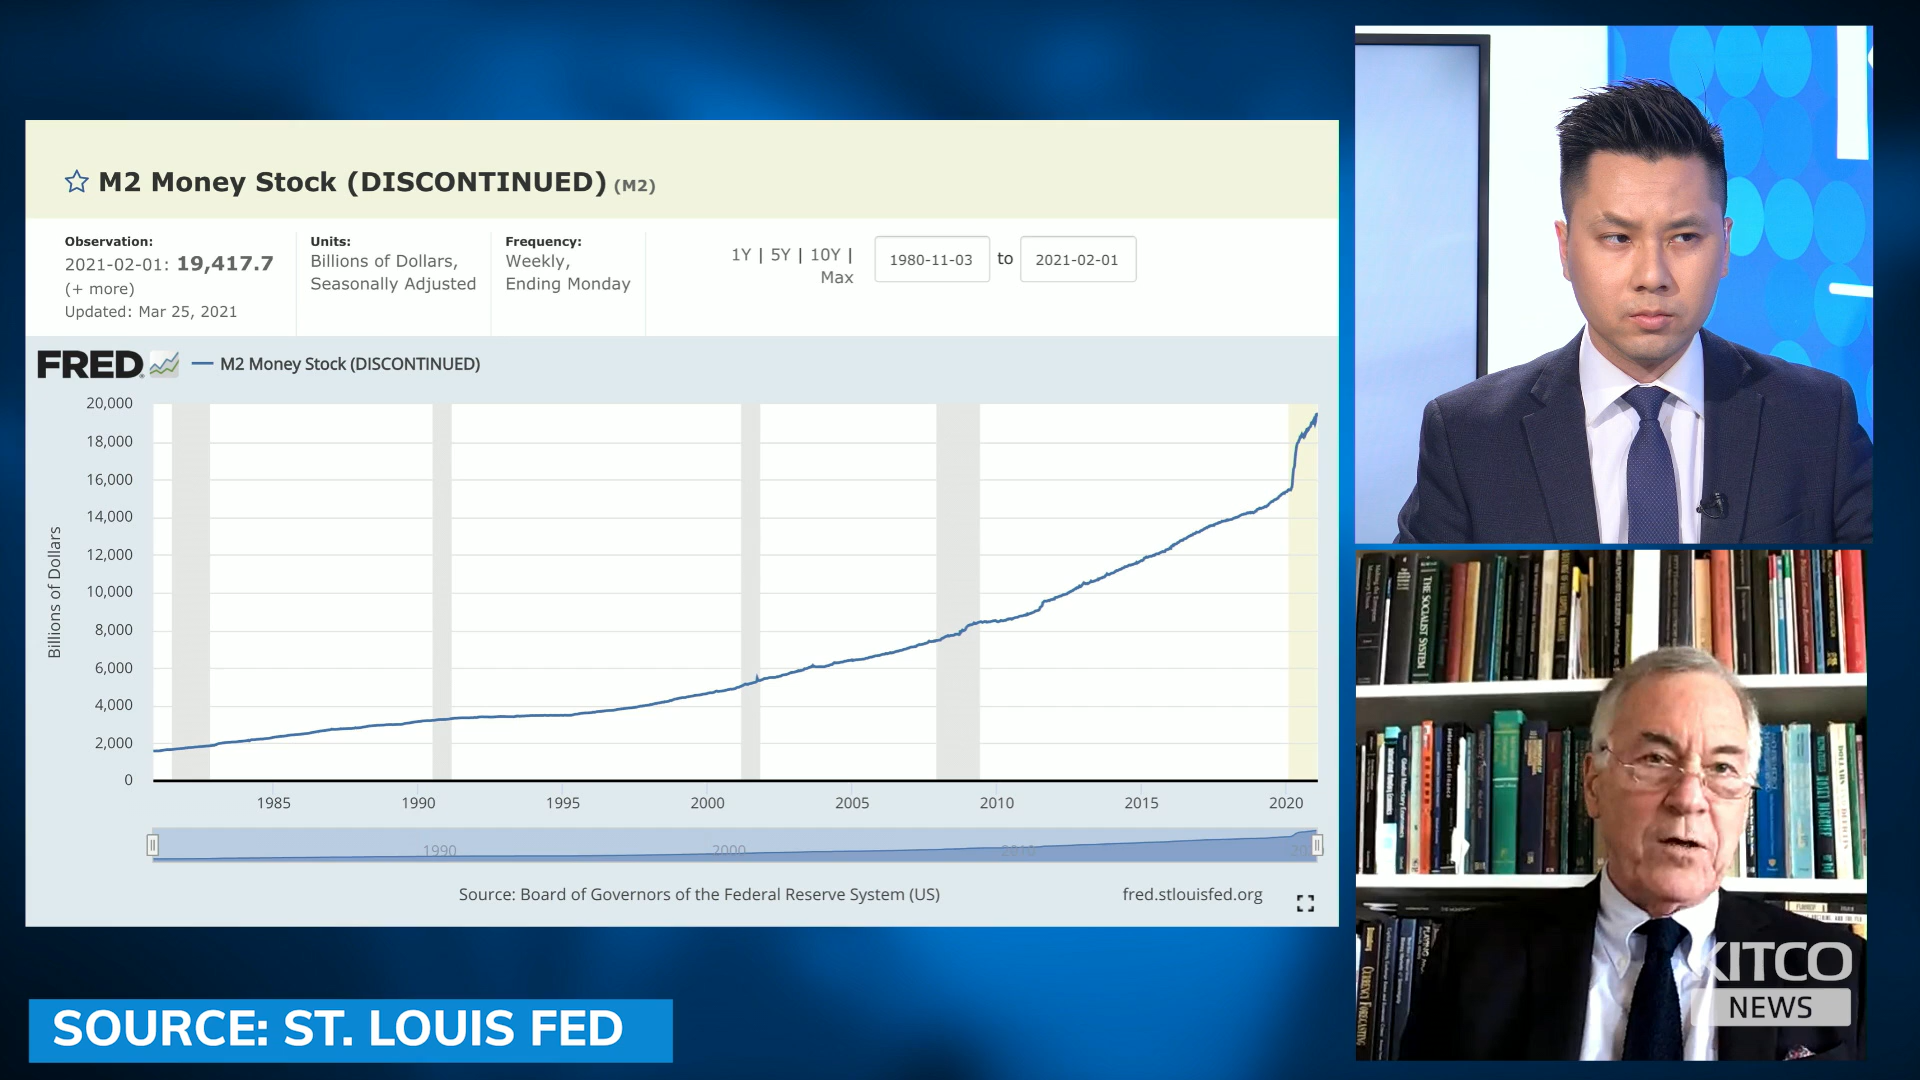 M2 Money Stock (DISCONTINUED) (M2)
Observation:
2021-02-01: 19,417.7
(+ more)
Updated: Mar 25, 2021
Units:
Billions of Dollars,
Seasonally Adjusted
Frequency:
Weekly,
Ending Monday
1Y | 5Y | 10Y |
Max
1980-11-03 to 2021-02-01
FRED
M2 Money Stock (DISCONTINUED)
Billions of Dollars
20,000
18,000
16,000
14,000
12,000
10,000
8,000
6,000
4,000
2,000
0
1985 1990 1995 2000 2005 2010 2015 2020
1990 2000 2010
Source: Board of Governors of the Federal Reserve System (US)
fred.stlouisfed.org
SOURCE: ST. LOUIS FED
THE SOCIALIST SYSTEM
CURRENCY FORECASTING
KITCO
NEWS